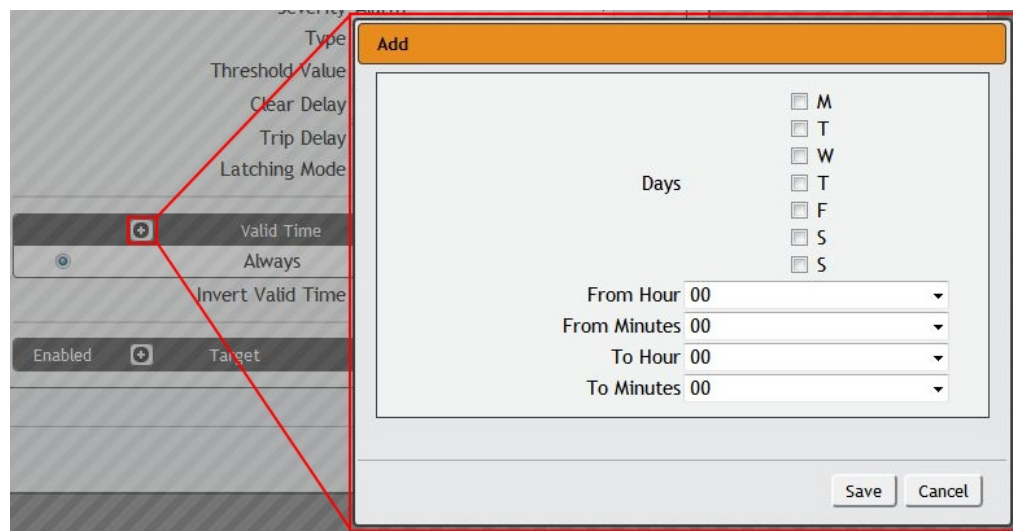 Severity
Type
Threshold Value
Clear Delay
Trip Delay
Latching Mode
Valid Time
Always
Invert Valid Time
Enabled Target
Add
Days
M
T
W
T
F
S
S
From Hour 00
From Minutes 00
To Hour 00
To Minutes 00
Save Cancel